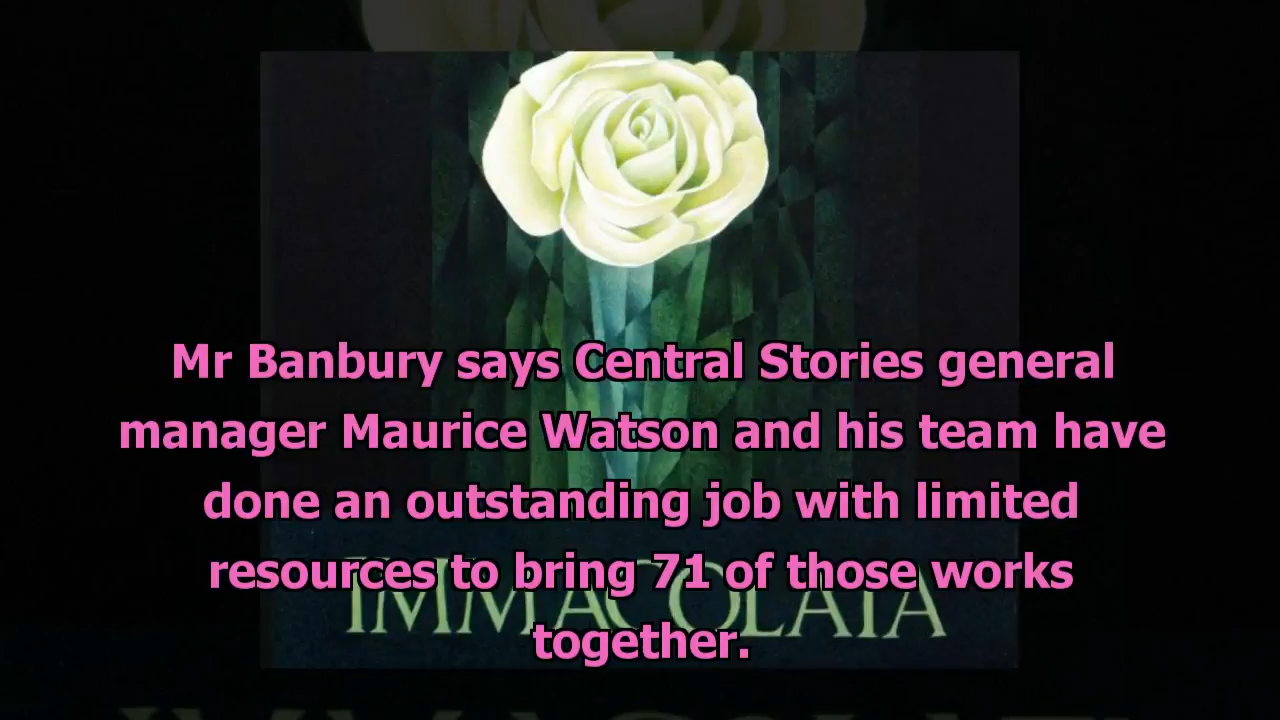 Mr Banbury says Central Stories general
manager Maurice Watson and his team have
done an outstanding job with limited
resources to bring 71 of those works
IMMACOLATA
together.